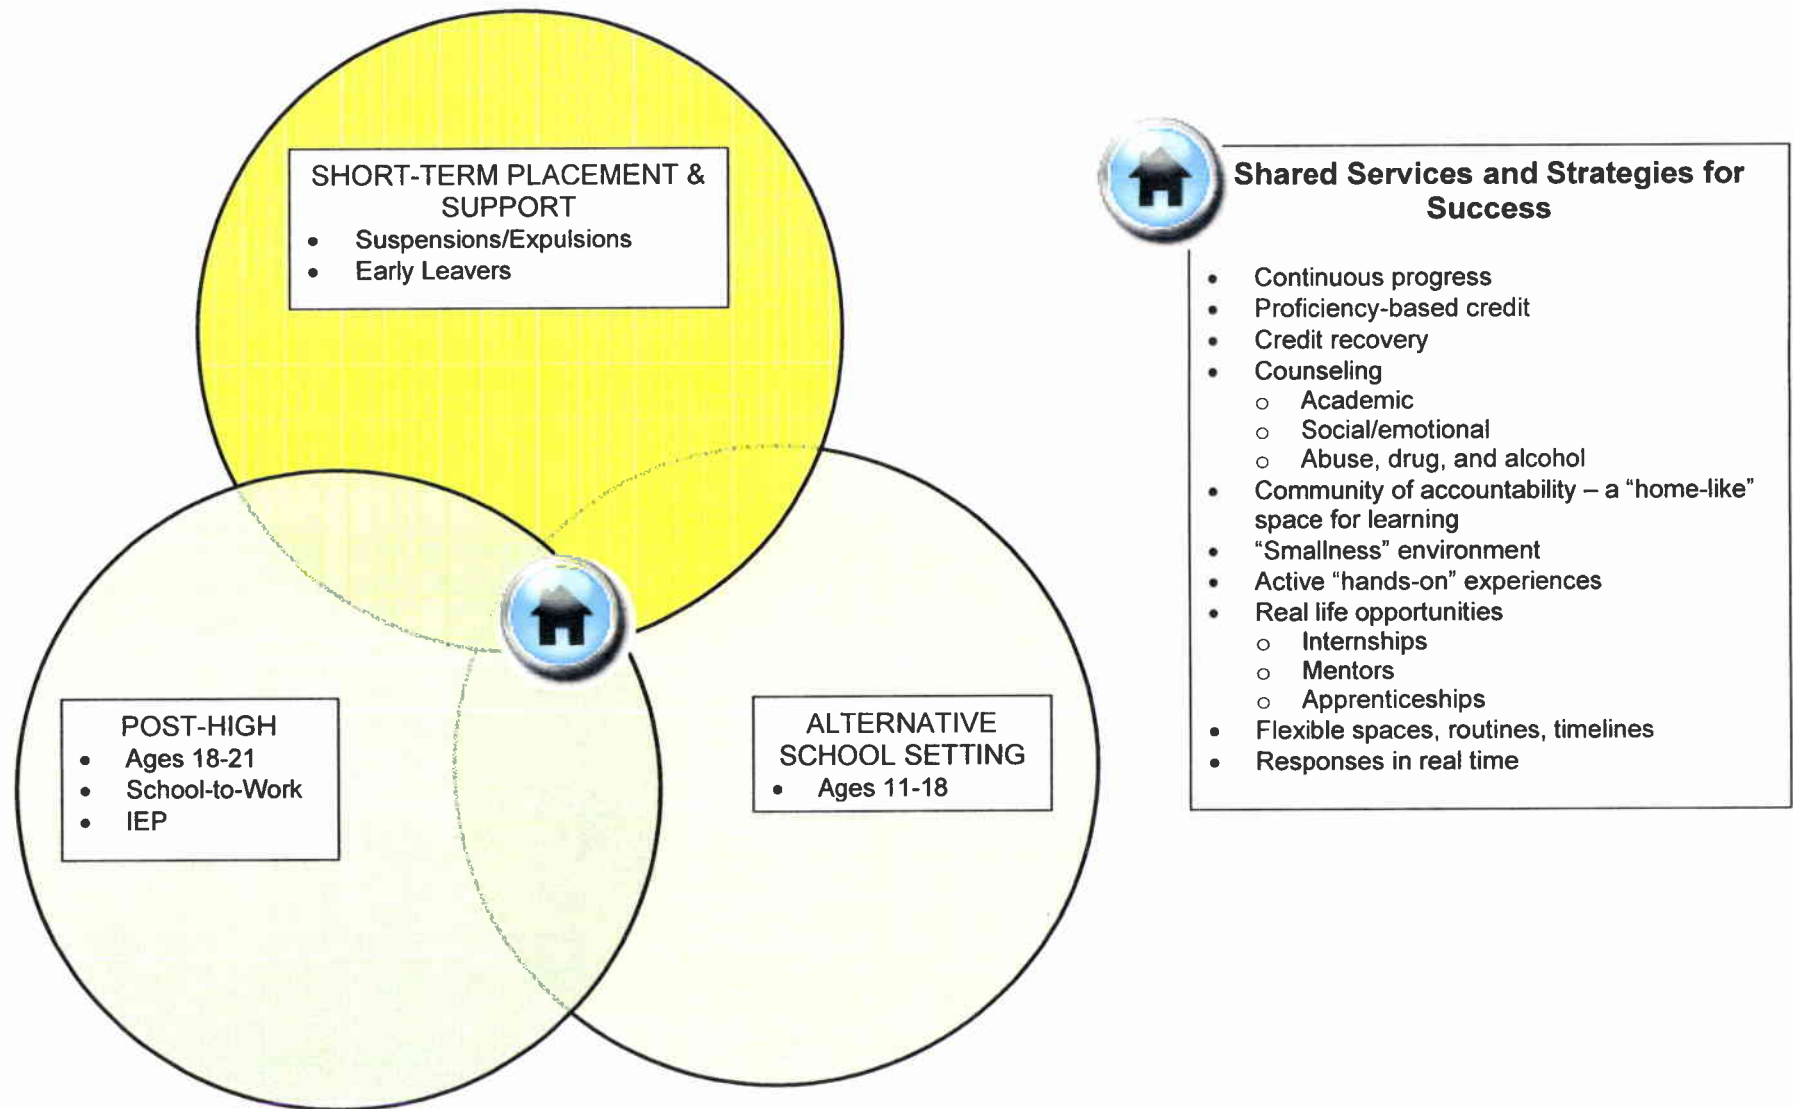 SHORT-TERM PLACEMENT &
SUPPORT
• Suspensions/Expulsions
• Early Leavers
POST-HIGH
• Ages 18-21
• School-to-Work
• IEP
ALTERNATIVE
SCHOOL SETTING
• Ages 11-18
Shared Services and Strategies for
Success
• Continuous progress
• Proficiency-based credit
• Credit recovery
• Counseling
o Academic
o Social/emotional
o Abuse, drug, and alcohol
• Community of accountability – a “home-like”
space for learning
• “Smallness” environment
• Active “hands-on” experiences
• Real life opportunities
o Internships
o Mentors
o Apprenticeships
• Flexible spaces, routines, timelines
• Responses in real time